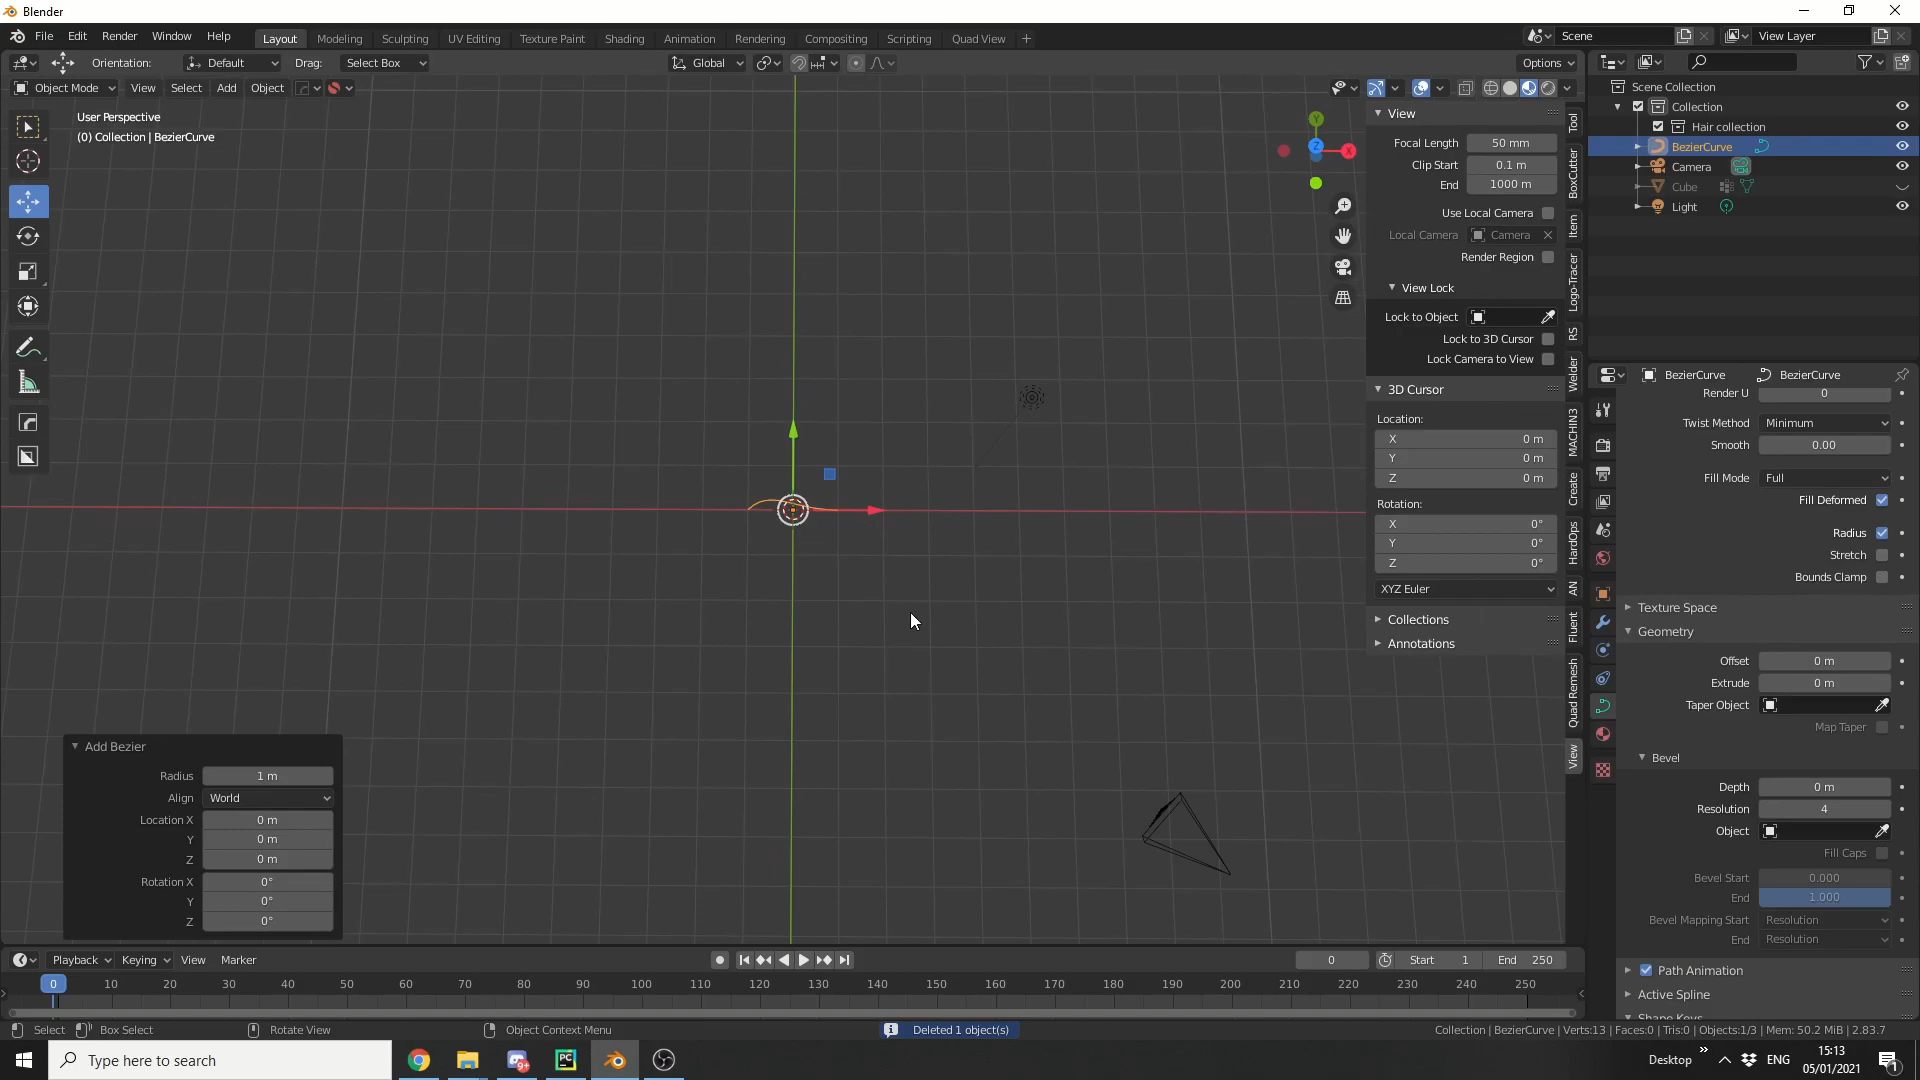 Blender
File Edit Render Window Help
Layout Modeling Sculpting UV Editing Texture Paint Shading Animation Rendering Compositing Scripting Quad View +
Scene
View Layer
Orientation: Default Drag: Select Box
Global
Options
Object Mode View Select Add Object
User Perspective
(0) Collection | BezierCurve
Y
Z
X
View
Focal Length 50 mm
Clip Start 0.1 m
End 1000 m
Use Local Camera
Local Camera Camera
Render Region
View Lock
Lock to Object
Lock to 3D Cursor
Lock Camera to View
3D Cursor
Location:
X 0 m
Y 0 m
Z 0 m
Rotation:
X 0°
Y 0°
Z 0°
XYZ Euler
Collections
Annotations
Tool
BoxCutter
Item
Logo-Tracer
RS
Welder
MACHIN3
Create
HardOps
AN
Fluent
Quad Remesh
View
Scene Collection
Collection
Hair collection
BezierCurve
Camera
Cube
Light
BezierCurve BezierCurve
Render U 0
Twist Method Minimum
Smooth 0.00
Fill Mode Full
Fill Deformed
Radius
Stretch
Bounds Clamp
Texture Space
Geometry
Offset 0 m
Extrude 0 m
Taper Object
Map Taper
Bevel
Depth 0 m
Resolution 4
Object
Fill Caps
Bevel Start 0.000
End 1.000
Bevel Mapping Start Resolution
End Resolution
Path Animation
Active Spline
Shape Keys
Add Bezier
Radius 1 m
Align World
Location X 0 m
Y 0 m
Z 0 m
Rotation X 0°
Y 0°
Z 0°
Playback Keying View Marker
0 Start 1 End 250
0 10 20 30 40 50 60 70 80 90 100 110 120 130 140 150 160 170 180 190 200 210 220 230 240 250
Select Box Select Rotate View Object Context Menu
Deleted 1 object(s)
Collection | BezierCurve | Verts:13 | Faces:0 | Tris:0 | Objects:1/3 | Mem: 50.2 MiB | 2.83.7
Type here to search
9+
PC
Desktop » ENG
15:13
05/01/2021
1